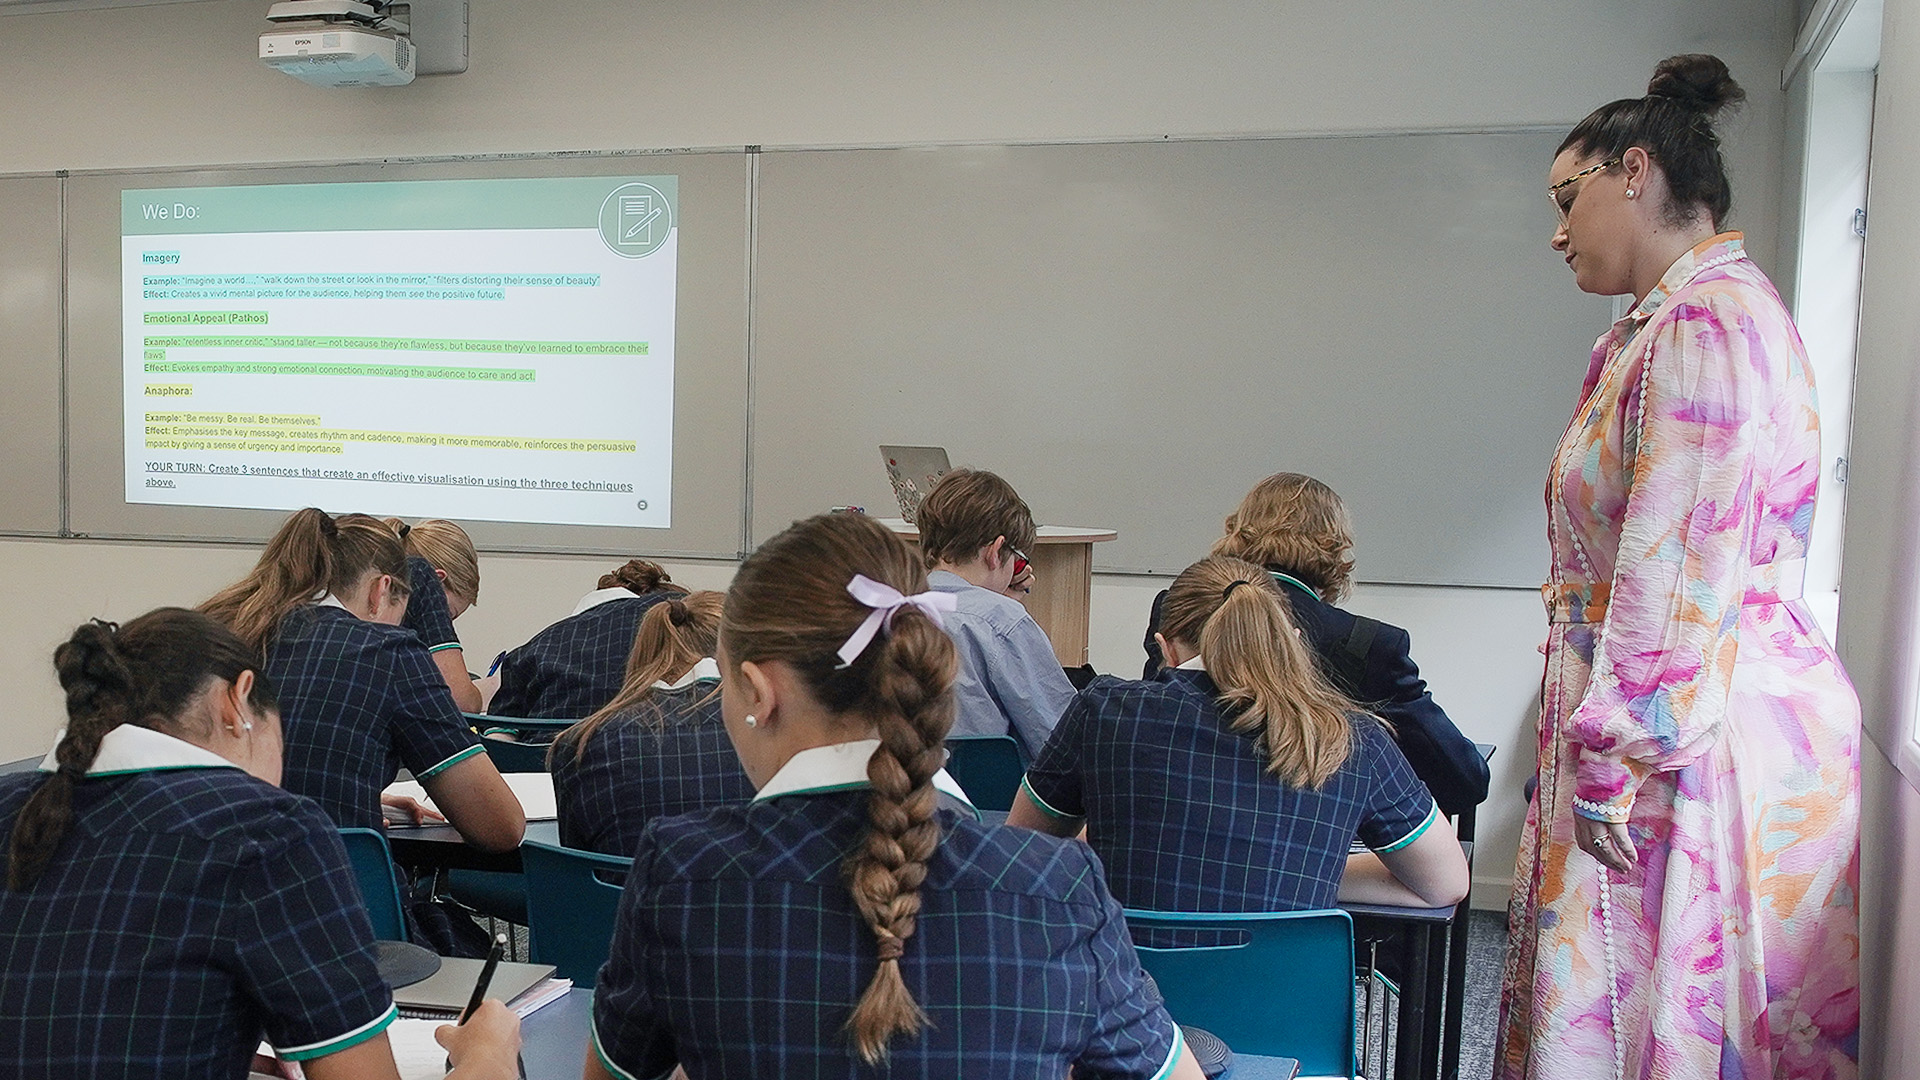 EPSON
We Do:
Imagery
Example: "Imagine a world…," "walk down the street or look in the mirror," "filters distorting their sense of beauty"
Effect: Creates a vivid mental picture for the audience, helping them see the positive future.
Emotional Appeal (Pathos)
Example: "relentless inner critic," "stand taller — not because they're flawless, but because they've learned to embrace their
flaws"
Effect: Evokes empathy and strong emotional connection, motivating the audience to care and act.
Anaphora:
Example: "Be messy. Be real. Be themselves."
Effect: Emphasises the key message, creates rhythm and cadence, making it more memorable, reinforces the persuasive
impact by giving a sense of urgency and importance.
YOUR TURN: Create 3 sentences that create an effective visualisation using the three techniques
above.